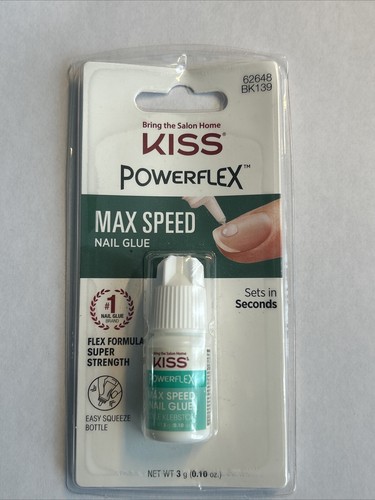 62648
BK139
Bring the Salon Home
KISS®
POWERFLEX™
MAX SPEED
NAIL GLUE
#1
NAIL GLUE
BRAND
Sets in
Seconds
FLEX FORMULA
SUPER
STRENGTH
EASY SQUEEZE
BOTTLE
Bring the Salon Home
KISS®
POWERFLEX
MAX SPEED
NAIL GLUE
NET WT 3 g (0.10 oz.)